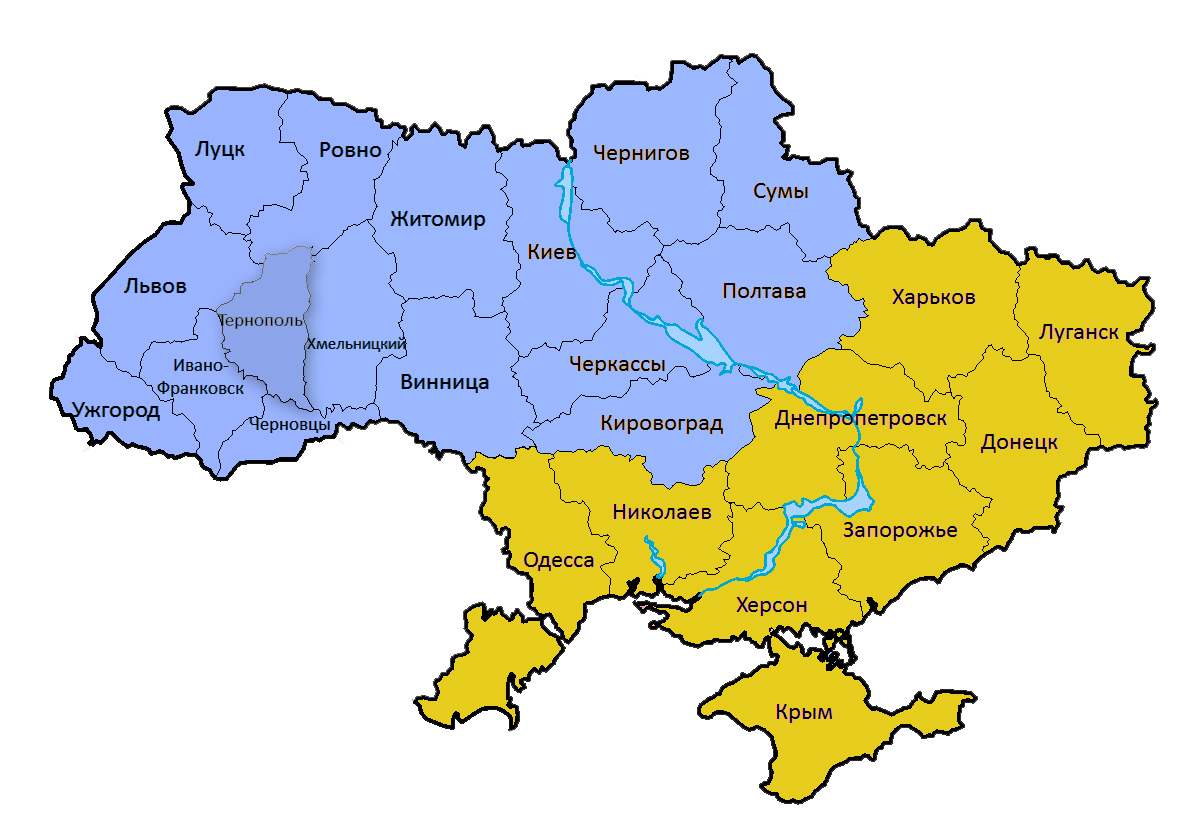 Луцк
Ровно
Чернигов
Сумы
Житомир
Киев
Львов
Полтава
Харьков
Тернополь
Луганск
Хмельницкий
Ивано-
Франковск
Черкассы
Винница
Ужгород
Черновцы
Кировоград
Днепропетровск
Донецк
Николаев
Запорожье
Одесса
Херсон
Крым